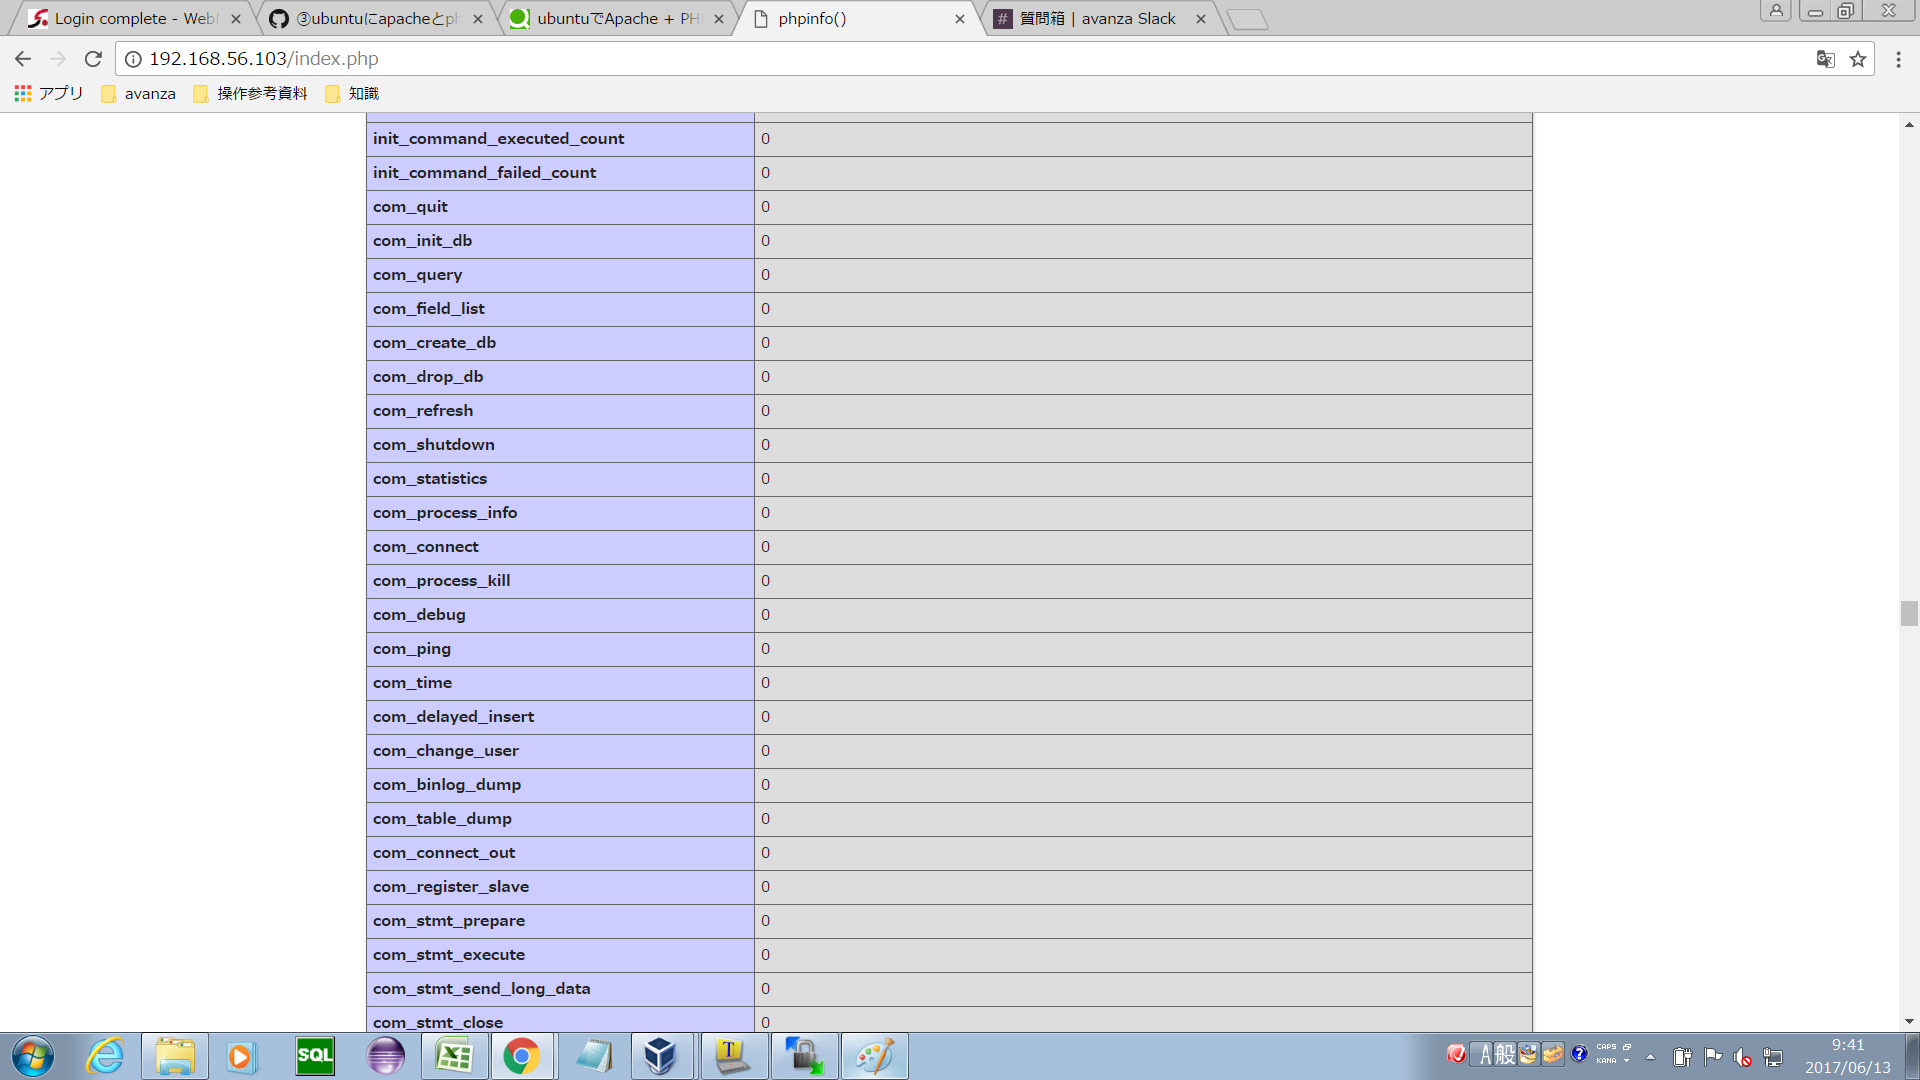 Login complete - Web
③ubuntuにapacheとph
ubuntuでApache + PH
phpinfo()
# 質問箱 | avanza Slack
192.168.56.103/index.php
アプリ avanza 操作参考資料 知識
init_command_executed_count 0
init_command_failed_count 0
com_quit 0
com_init_db 0
com_query 0
com_field_list 0
com_create_db 0
com_drop_db 0
com_refresh 0
com_shutdown 0
com_statistics 0
com_process_info 0
com_connect 0
com_process_kill 0
com_debug 0
com_ping 0
com_time 0
com_delayed_insert 0
com_change_user 0
com_binlog_dump 0
com_table_dump 0
com_connect_out 0
com_register_slave 0
com_stmt_prepare 0
com_stmt_execute 0
com_stmt_send_long_data 0
com_stmt_close 0
SQL
A般
CAPS
KANA
9:41
2017/06/13